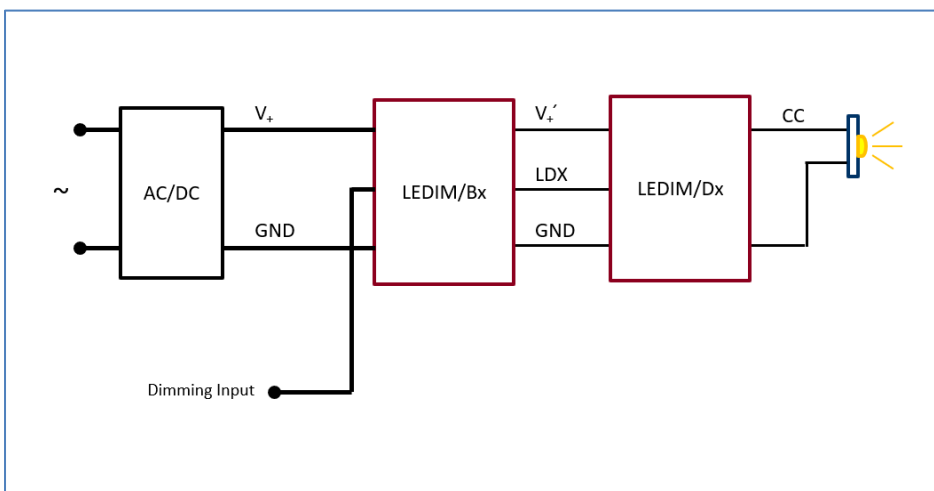 V₊
V₊´
CC
~
AC/DC
LEDIM/Bx
LDX
LEDIM/Dx
GND
GND
Dimming Input